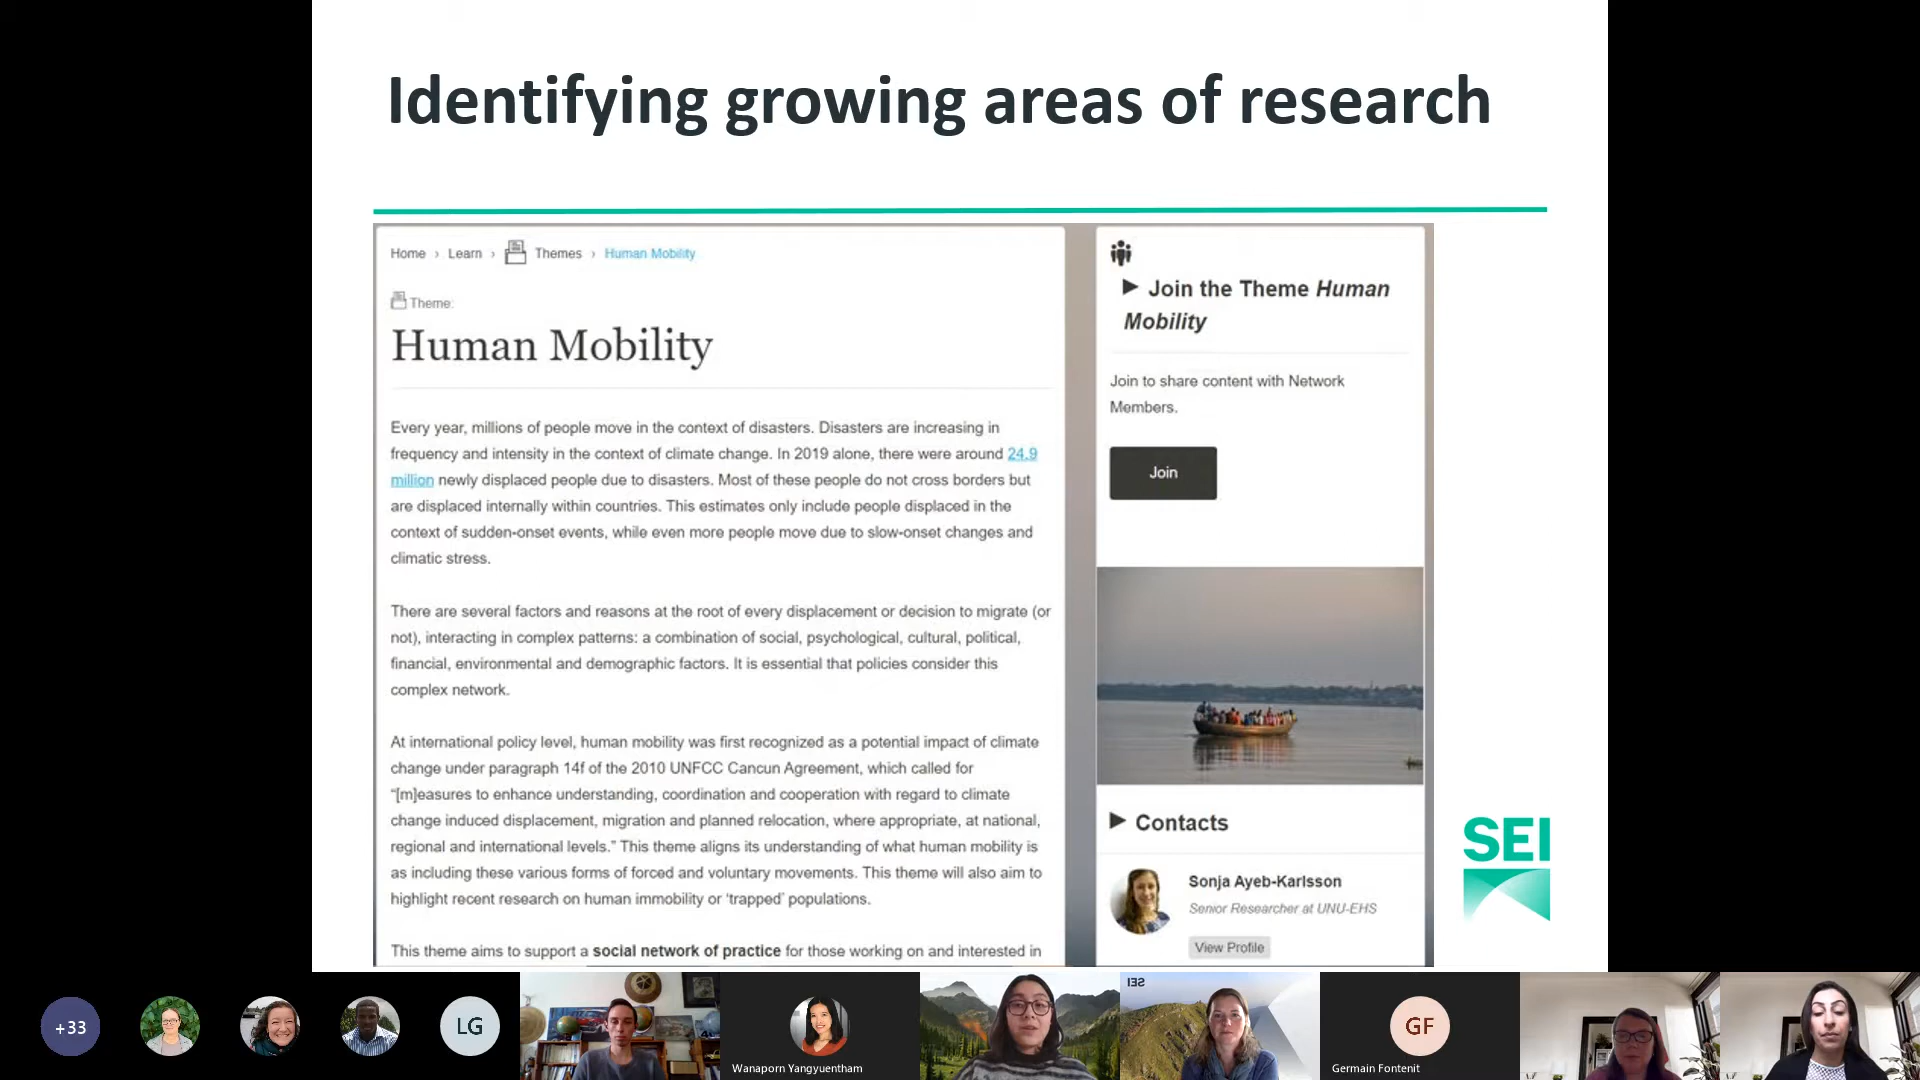 Identifying growing areas of research
Home › Learn › Themes › Human Mobility
Theme:
Human Mobility
Every year, millions of people move in the context of disasters. Disasters are increasing in
frequency and intensity in the context of climate change. In 2019 alone, there were around 24.9
million newly displaced people due to disasters. Most of these people do not cross borders but
are displaced internally within countries. This estimates only include people displaced in the
context of sudden-onset events, while even more people move due to slow-onset changes and
climatic stress.
There are several factors and reasons at the root of every displacement or decision to migrate (or
not), interacting in complex patterns: a combination of social, psychological, cultural, political,
financial, environmental and demographic factors. It is essential that policies consider this
complex network.
At international policy level, human mobility was first recognized as a potential impact of climate
change under paragraph 14f of the 2010 UNFCC Cancun Agreement, which called for
“[m]easures to enhance understanding, coordination and cooperation with regard to climate
change induced displacement, migration and planned relocation, where appropriate, at national,
regional and international levels.” This theme aligns its understanding of what human mobility is
as including these various forms of forced and voluntary movements. This theme will also aim to
highlight recent research on human immobility or ‘trapped’ populations.
This theme aims to support a social network of practice for those working on and interested in
Join the Theme Human
Mobility
Join to share content with Network
Members.
Join
Contacts
Sonja Ayeb-Karlsson
Senior Researcher at UNU-EHS
View Profile
SEI
+33
LG
Wanaporn Yangyuentham
SEI
GF
Germain Fontenit